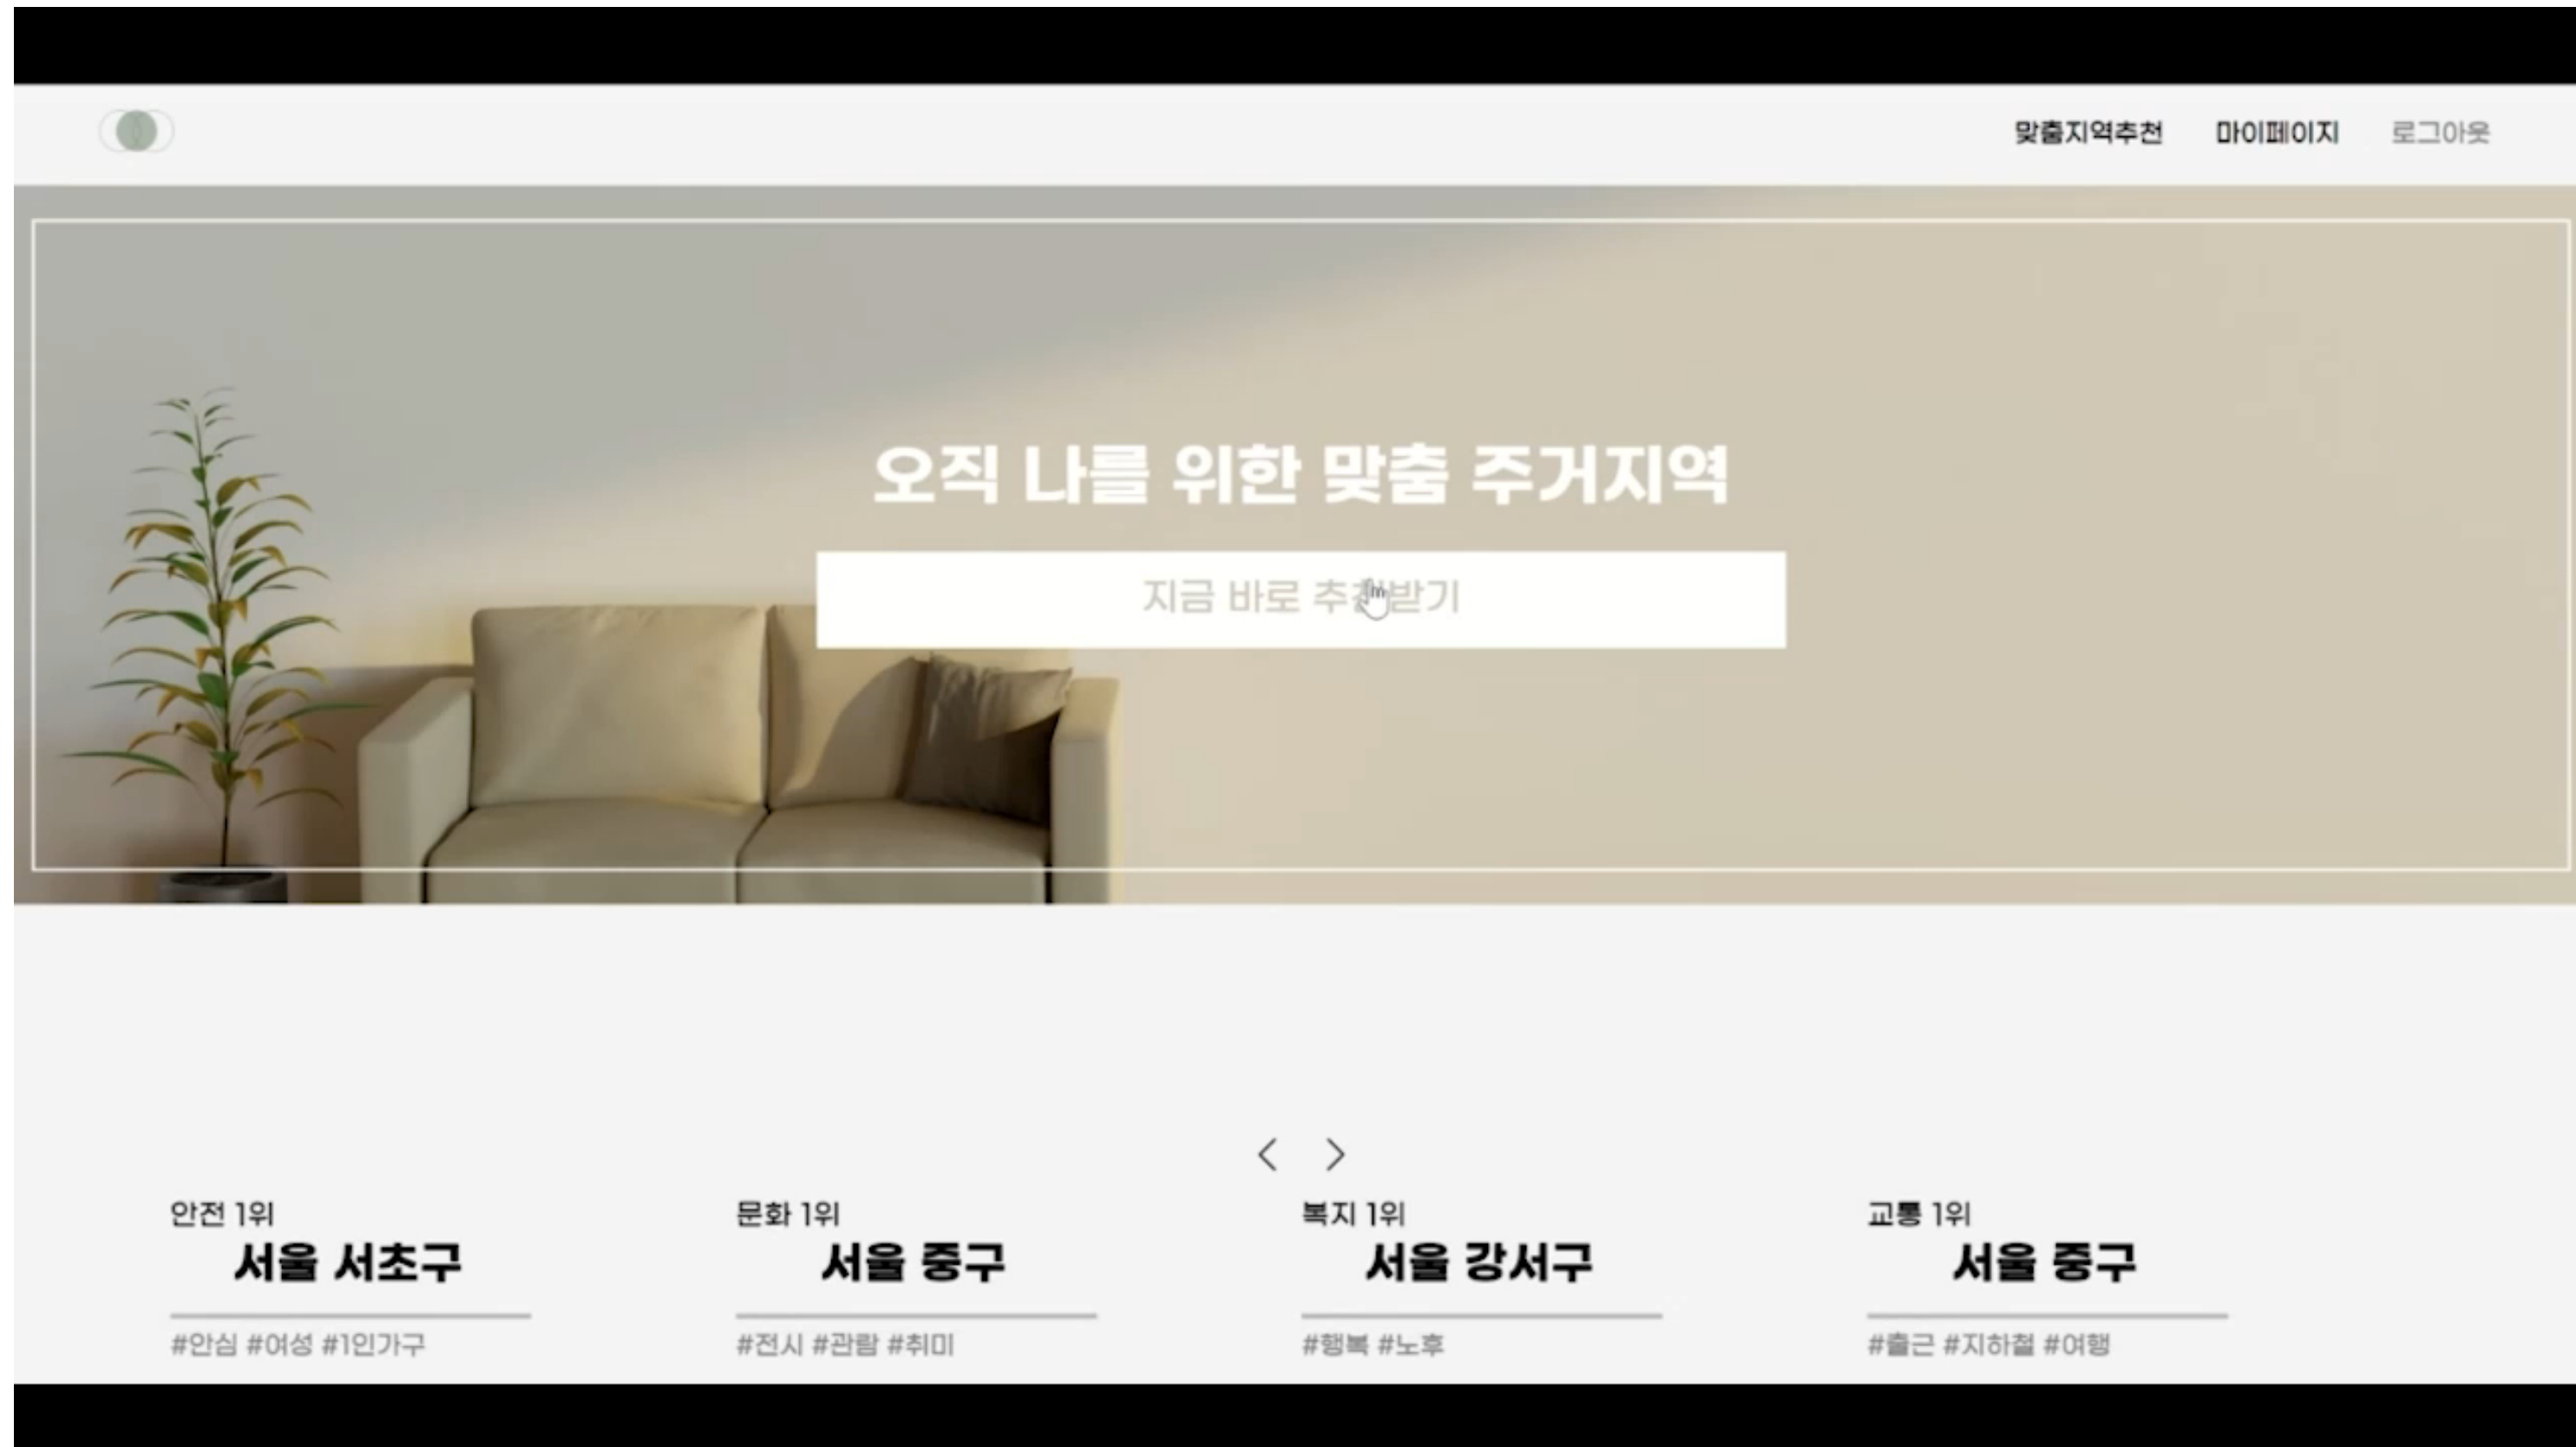 맞춤지역추천 마이페이지 로그아웃
오직 나를 위한 맞춤 주거지역
지금 바로 추천받기
안전 1위
서울 서초구
#안심 #여성 #1인가구
문화 1위
서울 중구
#전시 #관람 #취미
복지 1위
서울 강서구
#행복 #노후
교통 1위
서울 중구
#출근 #지하철 #여행